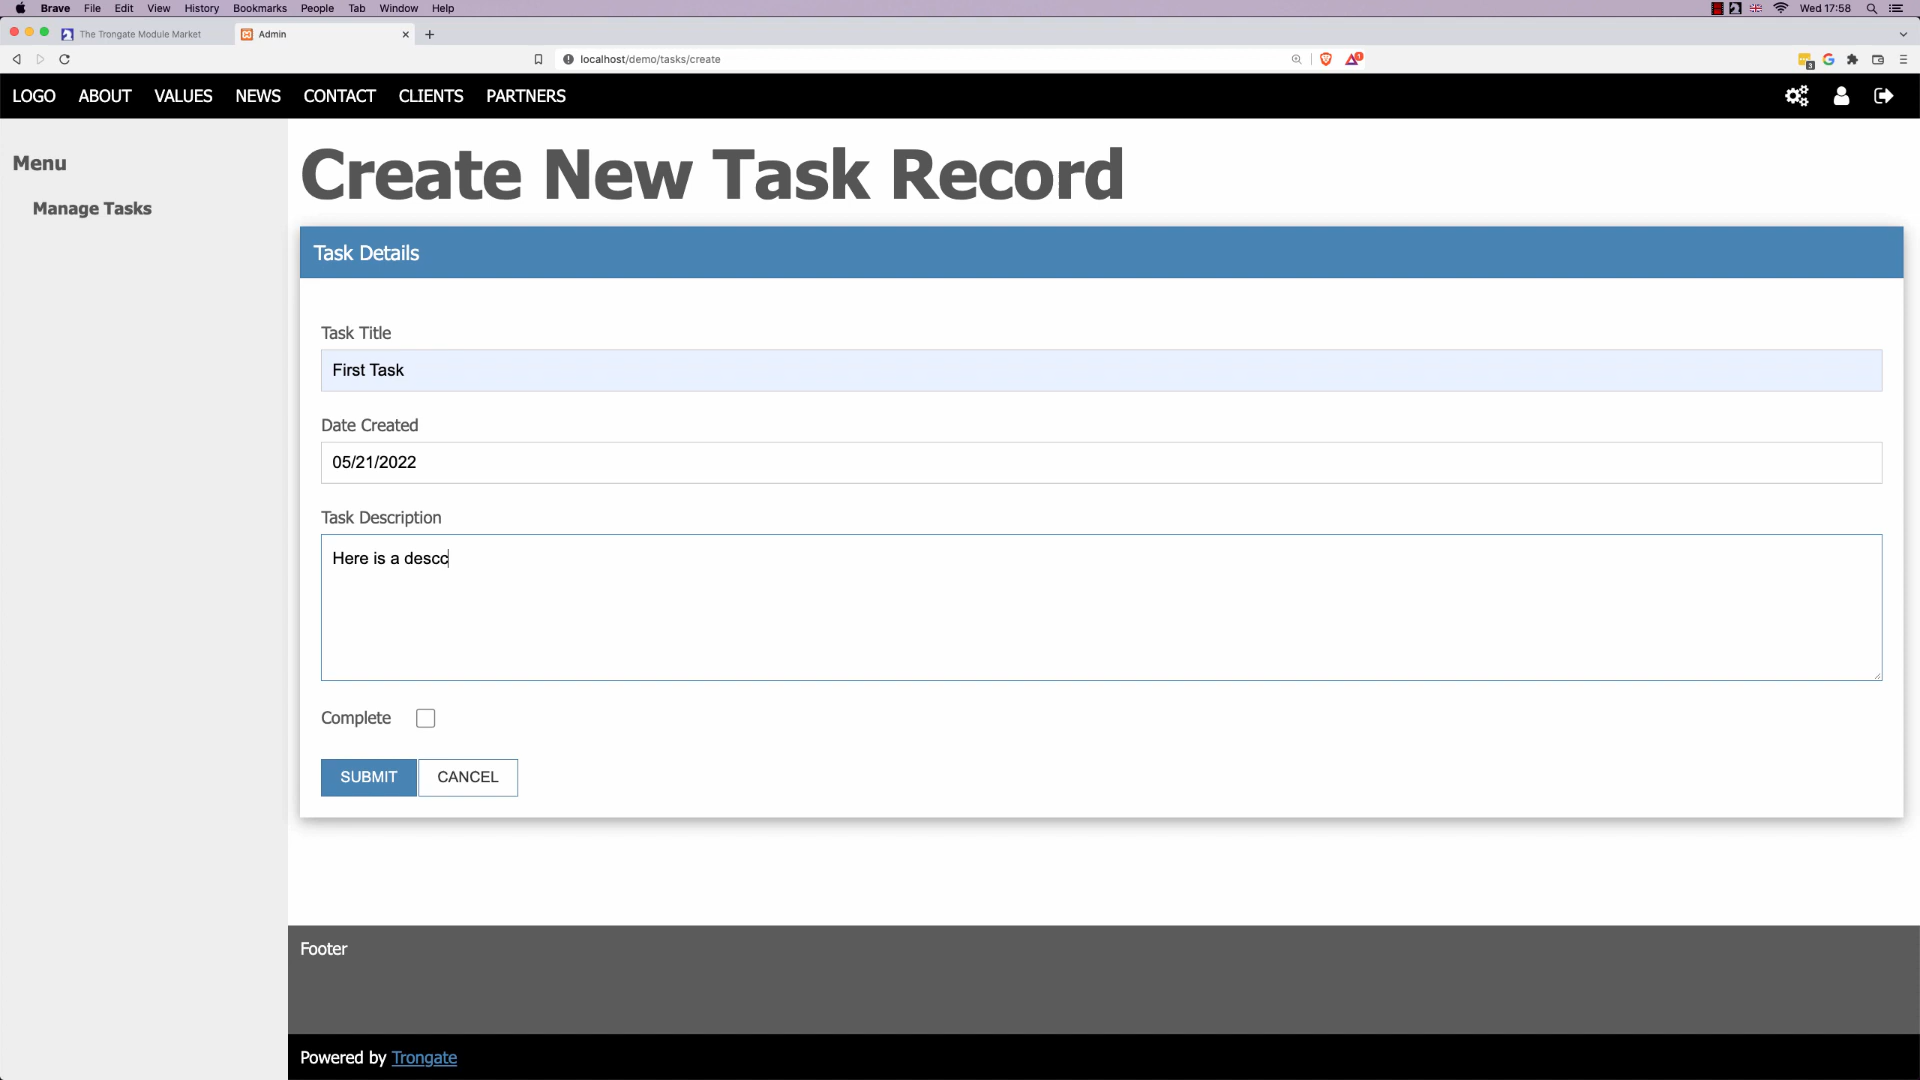 Brave File Edit View History Bookmarks People Tab Window Help Wed 17:58
The Trongate Module Market Admin
localhost/demo/tasks/create 1 3
LOGO ABOUT VALUES NEWS CONTACT CLIENTS PARTNERS
Menu
Manage Tasks
Create New Task Record
Task Details
Task Title
First Task
Date Created
05/21/2022
Task Description
Here is a descc
Complete
SUBMIT CANCEL
Footer
Powered by Trongate